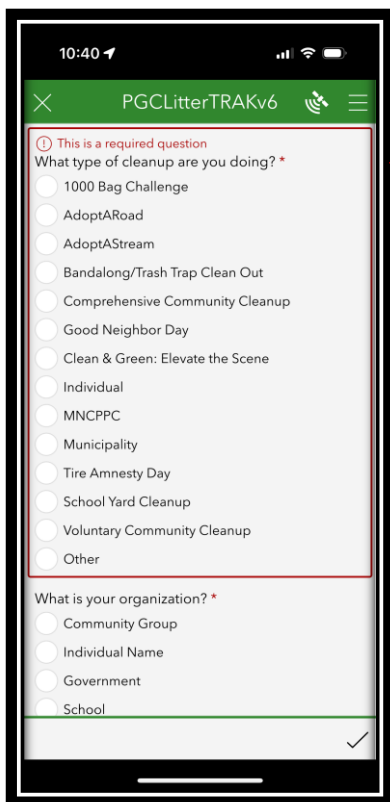 10:40
PGCLitterTRAKv6
This is a required question
What type of cleanup are you doing? *
1000 Bag Challenge
AdoptARoad
AdoptAStream
Bandalong/Trash Trap Clean Out
Comprehensive Community Cleanup
Good Neighbor Day
Clean & Green: Elevate the Scene
Individual
MNCPPC
Municipality
Tire Amnesty Day
School Yard Cleanup
Voluntary Community Cleanup
Other
What is your organization? *
Community Group
Individual Name
Government
School